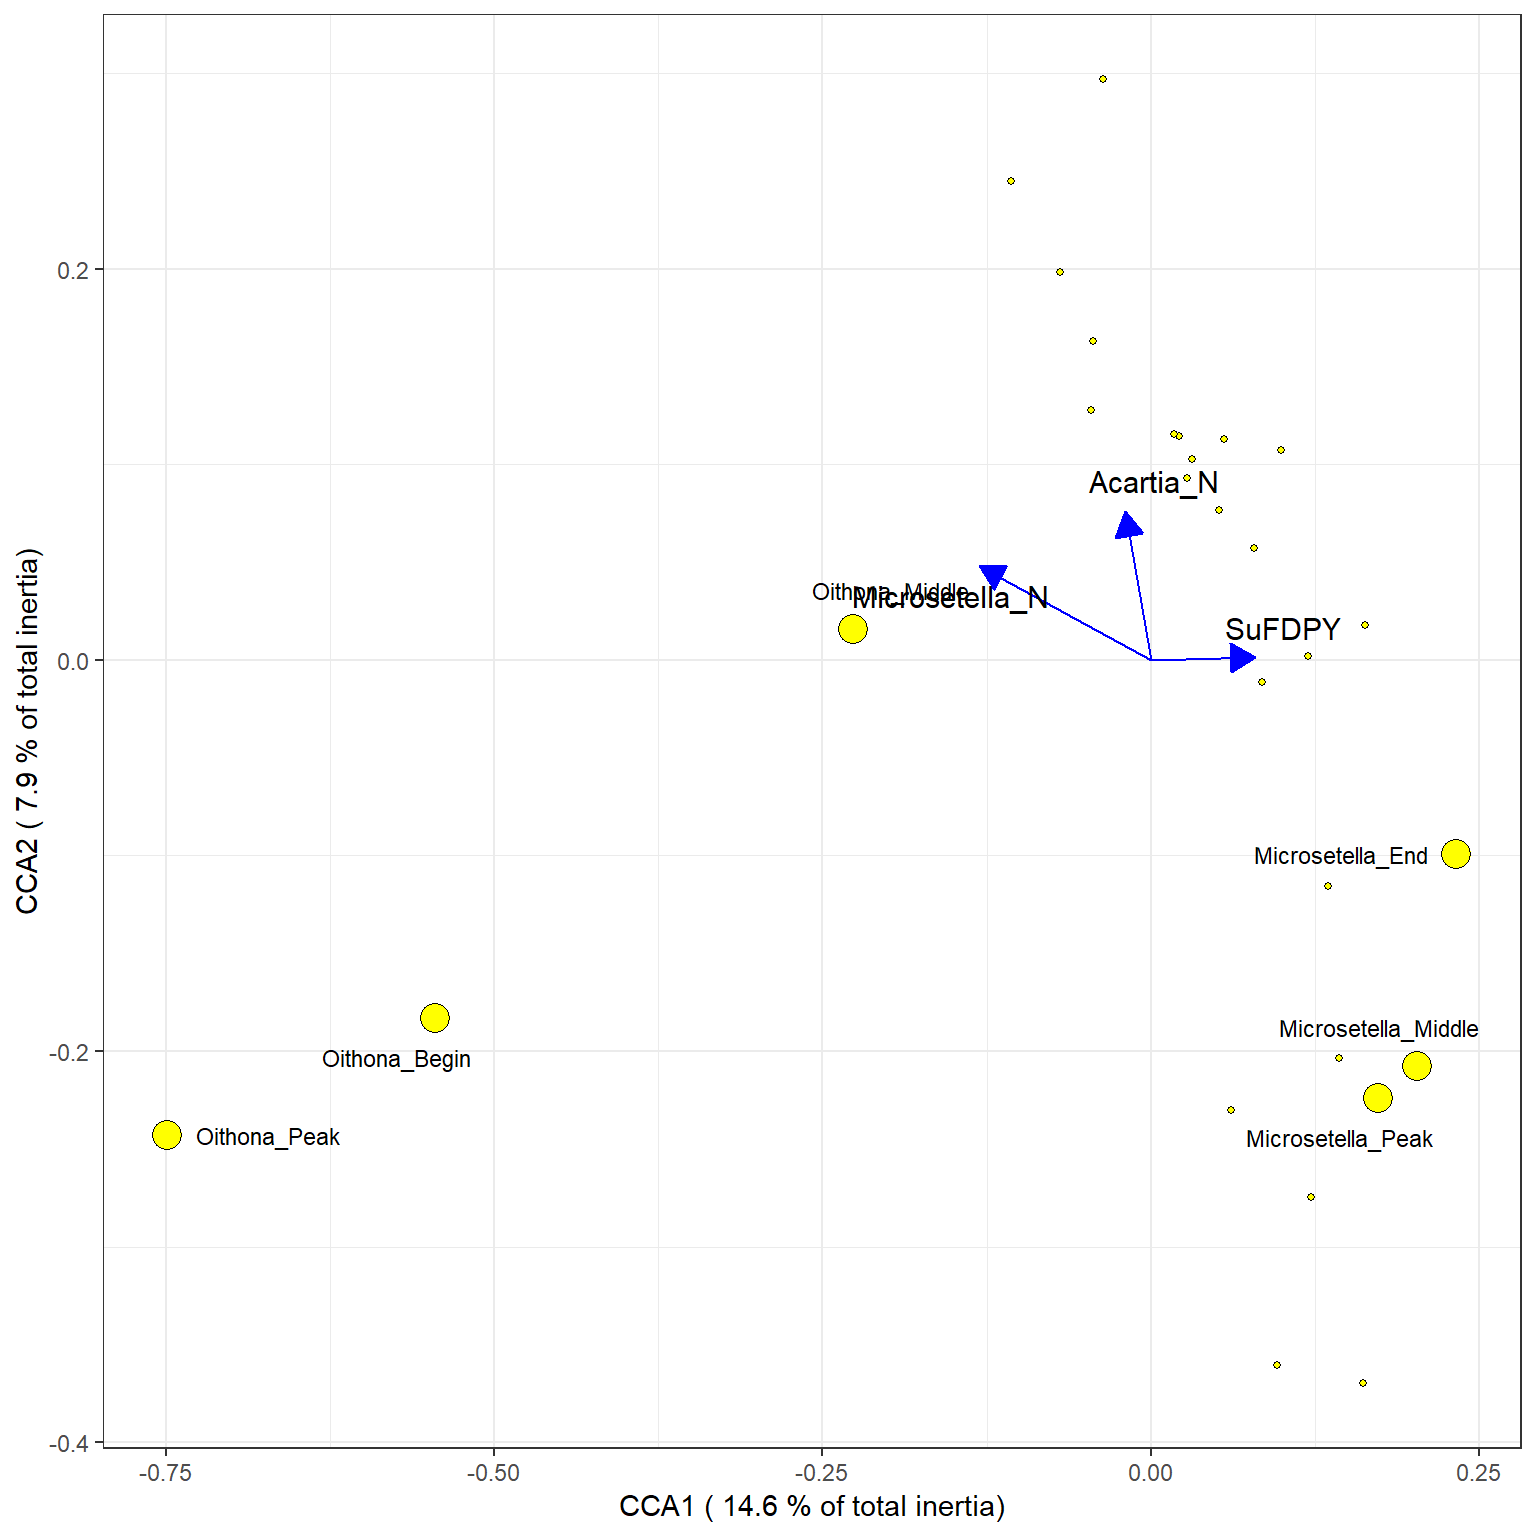 0.2
0.0
-0.2
-0.4
CCA2 ( 7.9 % of total inertia)
Acartia_N
Oithona_Middle
Microsetella_N
SuFDPY
Microsetella_End
Oithona_Begin
Microsetella_Middle
Oithona_Peak
Microsetella_Peak
-0.75
-0.50
-0.25
0.00
0.25
CCA1 ( 14.6 % of total inertia)